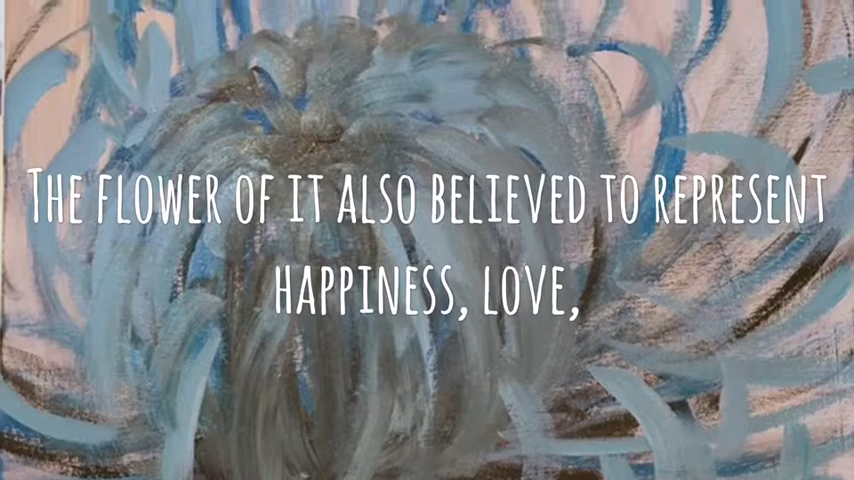 The flower of it also believed to represent
happiness, love,